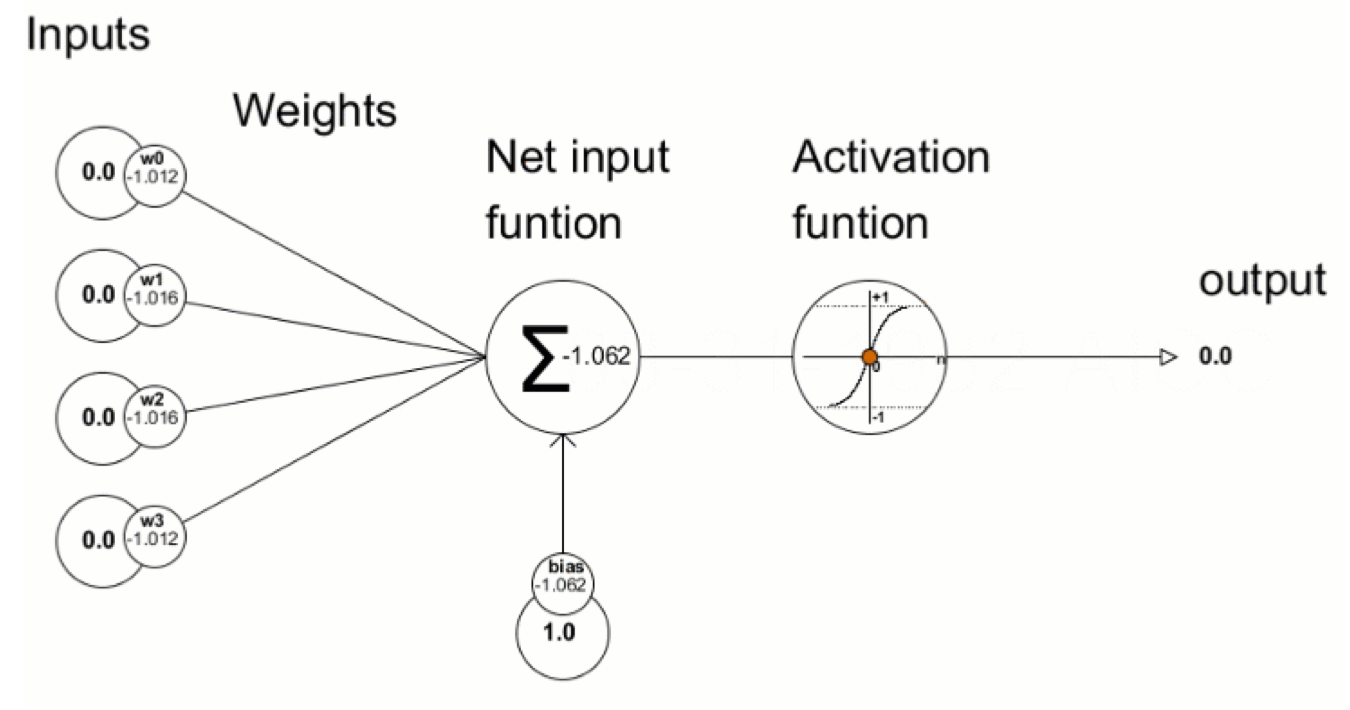 Inputs
Weights
Net input
funtion
Activation
funtion
output
0.0
w0
-1.012
0.0
w1
-1.016
0.0
w2
-1.016
0.0
w3
-1.012
Σ
-1.062
+1
0
n
-1
0.0
bias
-1.062
1.0